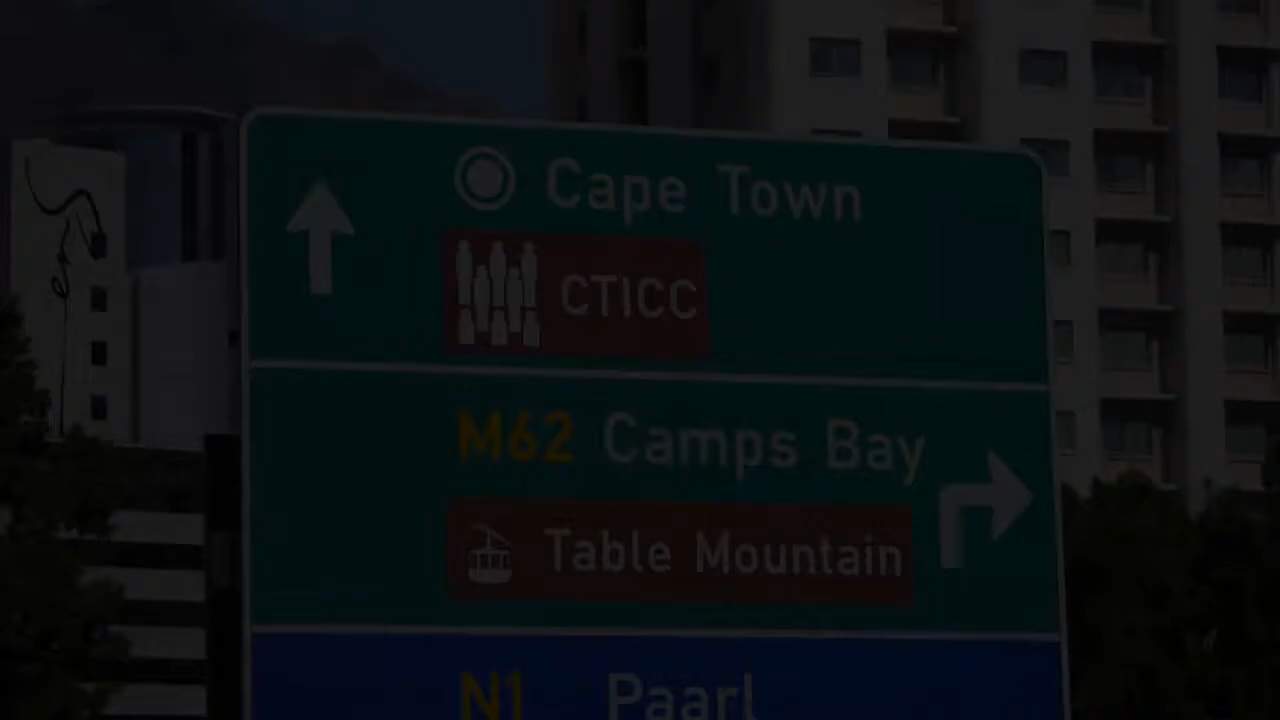 Cape Town
CTICC
M62 Camps Bay
Table Mountain
N1 Paarl